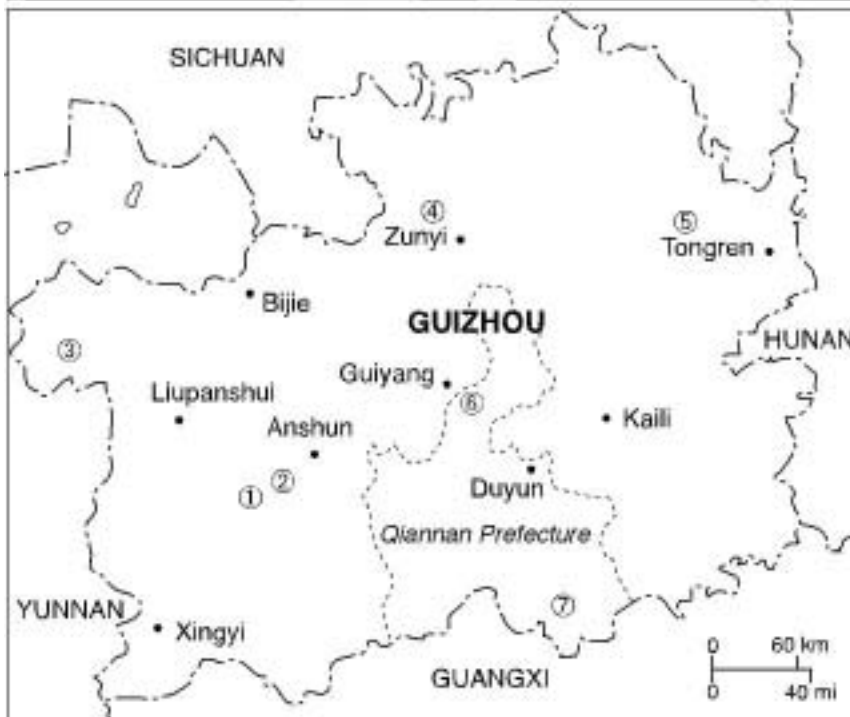 SICHUAN
④
Zunyi
⑤
Tongren
Bijie
GUIZHOU
HUNAN
③
Guiyang
Liupanshui
⑥
Anshun
Kaili
①
②
Duyun
Qiannan Prefecture
YUNNAN
Xingyi
⑦
GUANGXI
0 60 km
0 40 mi